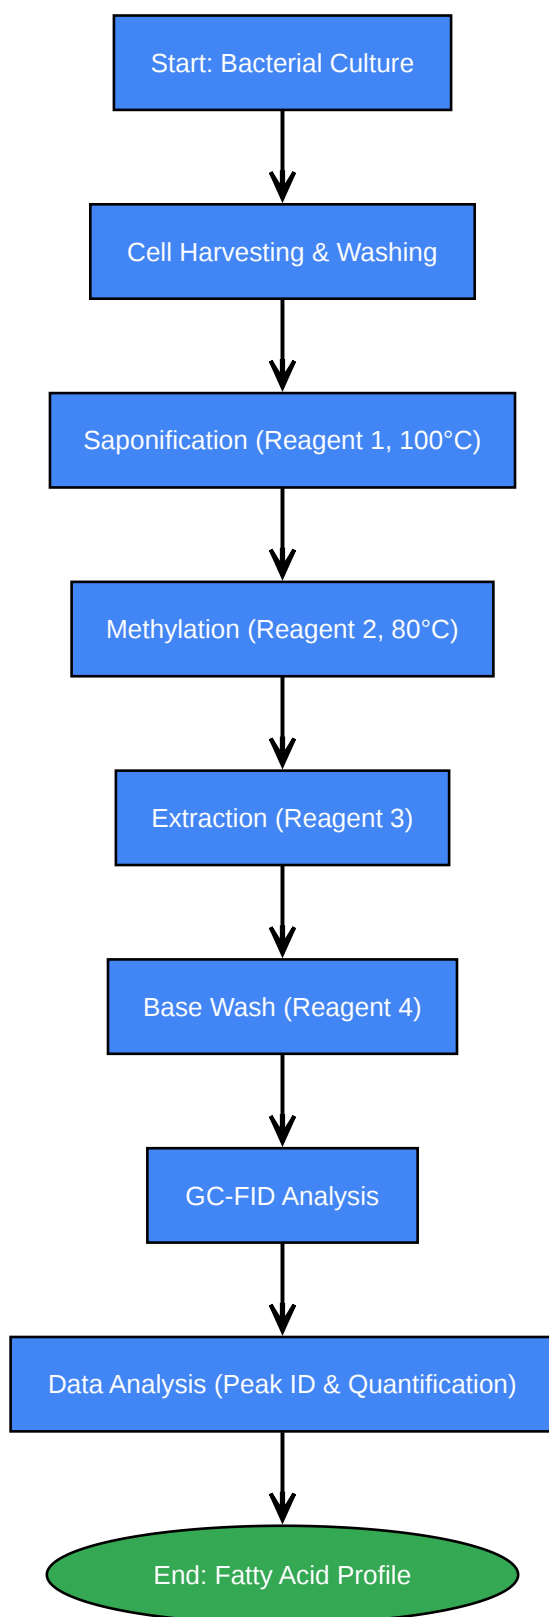 Start: Bacterial Culture
Cell Harvesting & Washing
Saponification (Reagent 1, 100°C)
Methylation (Reagent 2, 80°C)
Extraction (Reagent 3)
Base Wash (Reagent 4)
GC-FID Analysis
Data Analysis (Peak ID & Quantification)
End: Fatty Acid Profile